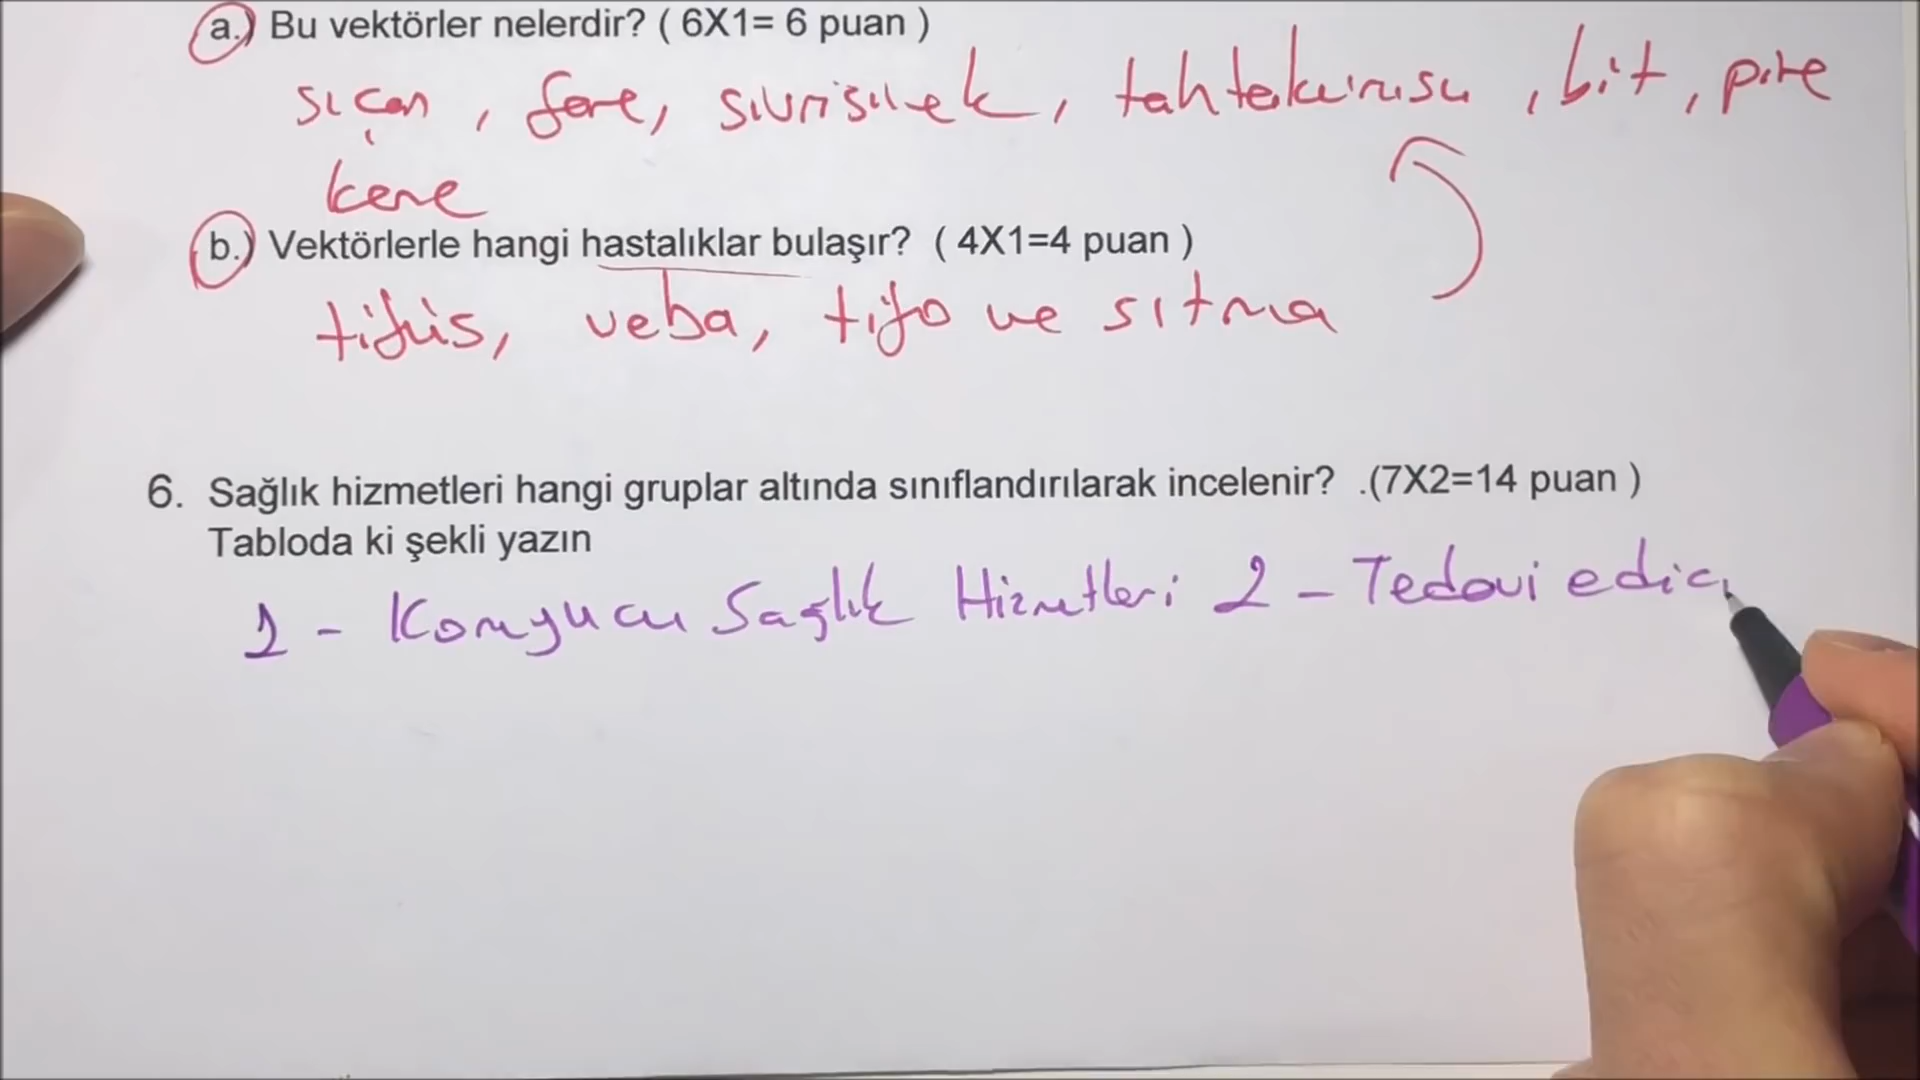 a.) Bu vektörler nelerdir? ( 6X1= 6 puan )
sıçan, fare, sivrisinek, tahtakurusu, bit, pire
kene
b.) Vektörlerle hangi hastalıklar bulaşır? ( 4X1=4 puan )
tifüs, veba, tifo ve sıtma
6. Sağlık hizmetleri hangi gruplar altında sınıflandırılarak incelenir? .(7X2=14 puan )
Tabloda ki şekli yazın
1 - Koruyucu Sağlık Hizmetleri 2 - Tedavi edici